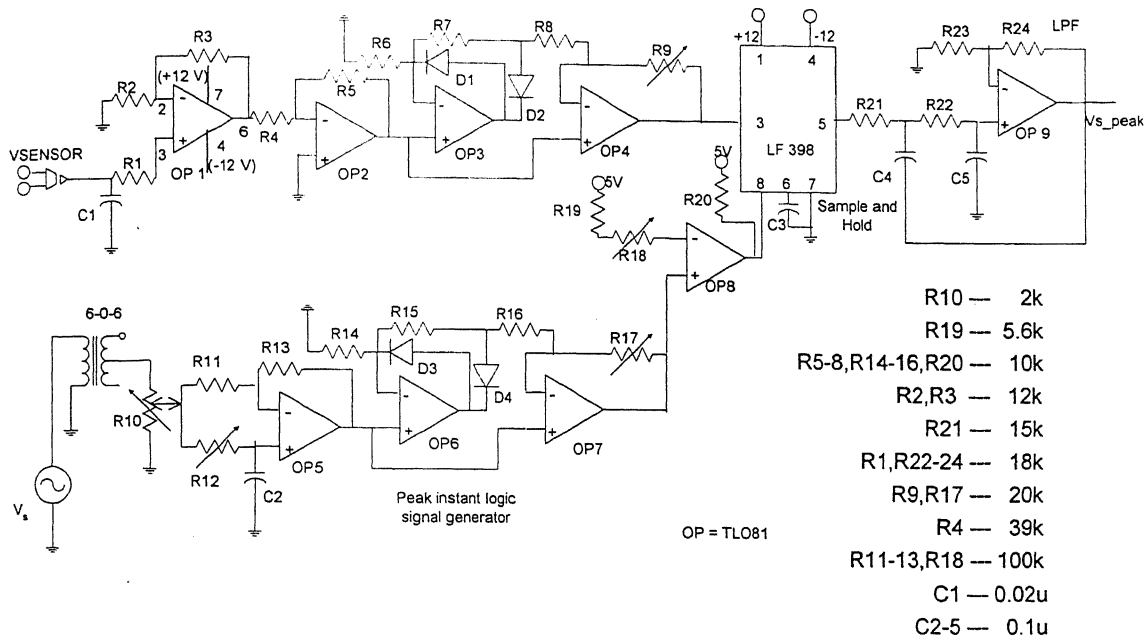 R3
(+12 V)
R2
2
7
6
3
4
(-12 V)
OP 1
VSENSOR
R1
C1
R4
R5
OP2
R6
R7
D1
D2
OP3
R8
R9
OP4
+12
-12
1
4
3
5
LF 398
8
6
7
C3
Sample and
Hold
R21
R22
C4
C5
R23
R24
LPF
OP 9
Vs_peak
5V
R19
R18
5V
R20
OP8
6-0-6
R10
R11
R12
C2
R13
OP5
Vs
R14
R15
D3
D4
OP6
R16
R17
OP7
Peak instant logic
signal generator
OP = TLO81
R10 — 2k
R19 — 5.6k
R5-8,R14-16,R20 — 10k
R2,R3 — 12k
R21 — 15k
R1,R22-24 — 18k
R9,R17 — 20k
R4 — 39k
R11-13,R18 — 100k
C1 — 0.02u
C2-5 — 0.1u